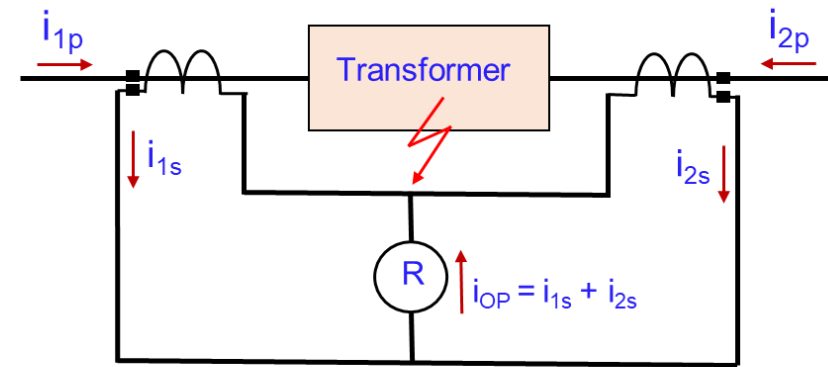 i1p
i2p
Transformer
i1s
i2s
R
iOP = i1s + i2s